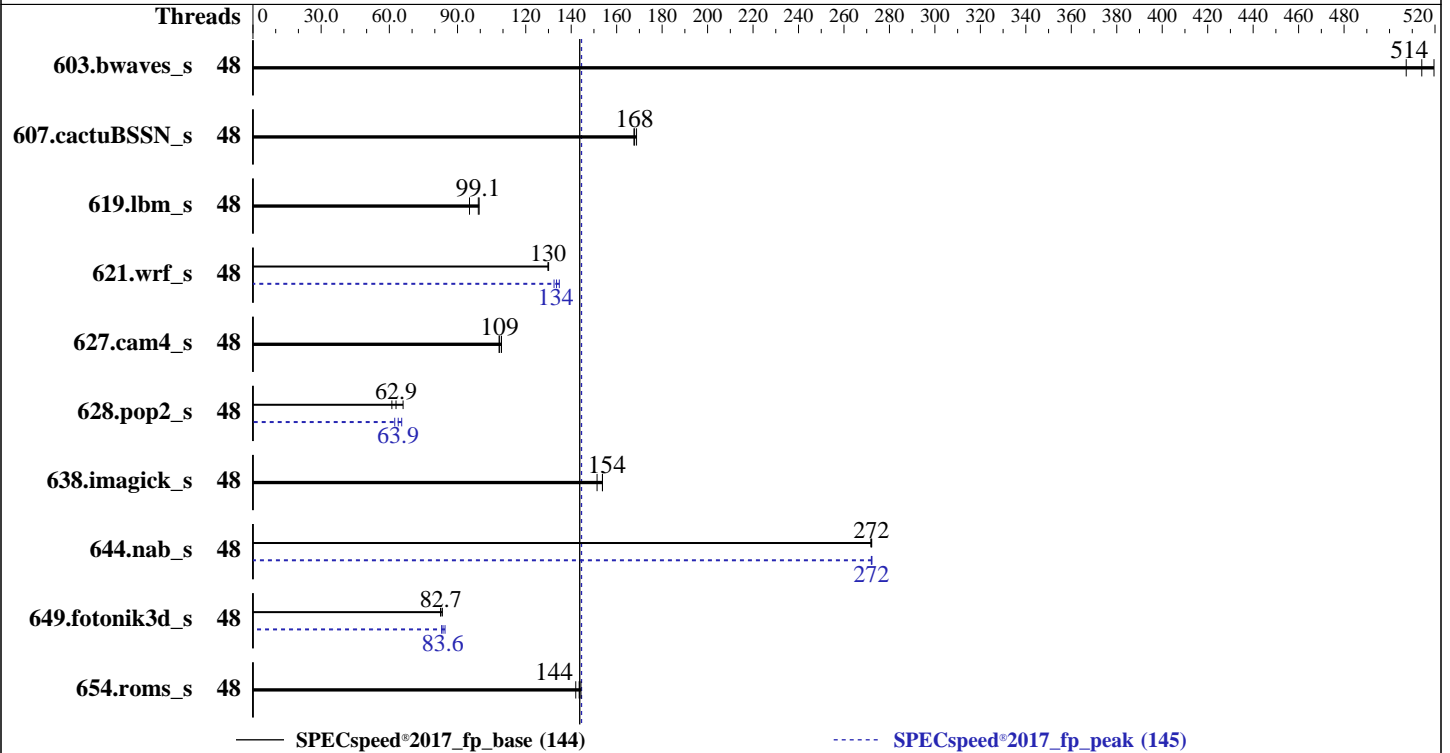 Threads 0 30.0 60.0 90.0 120 140 160 180 200 220 240 260 280 300 320 340 360 380 400 420 440 460 480 520
514
603.bwaves_s 48
168
607.cactuBSSN_s 48
99.1
619.lbm_s 48
130
621.wrf_s 48
134
109
627.cam4_s 48
62.9
628.pop2_s 48
63.9
154
638.imagick_s 48
272
644.nab_s 48
272
82.7
649.fotonik3d_s 48
83.6
144
654.roms_s 48
SPECspeed®2017_fp_base (144) SPECspeed®2017_fp_peak (145)